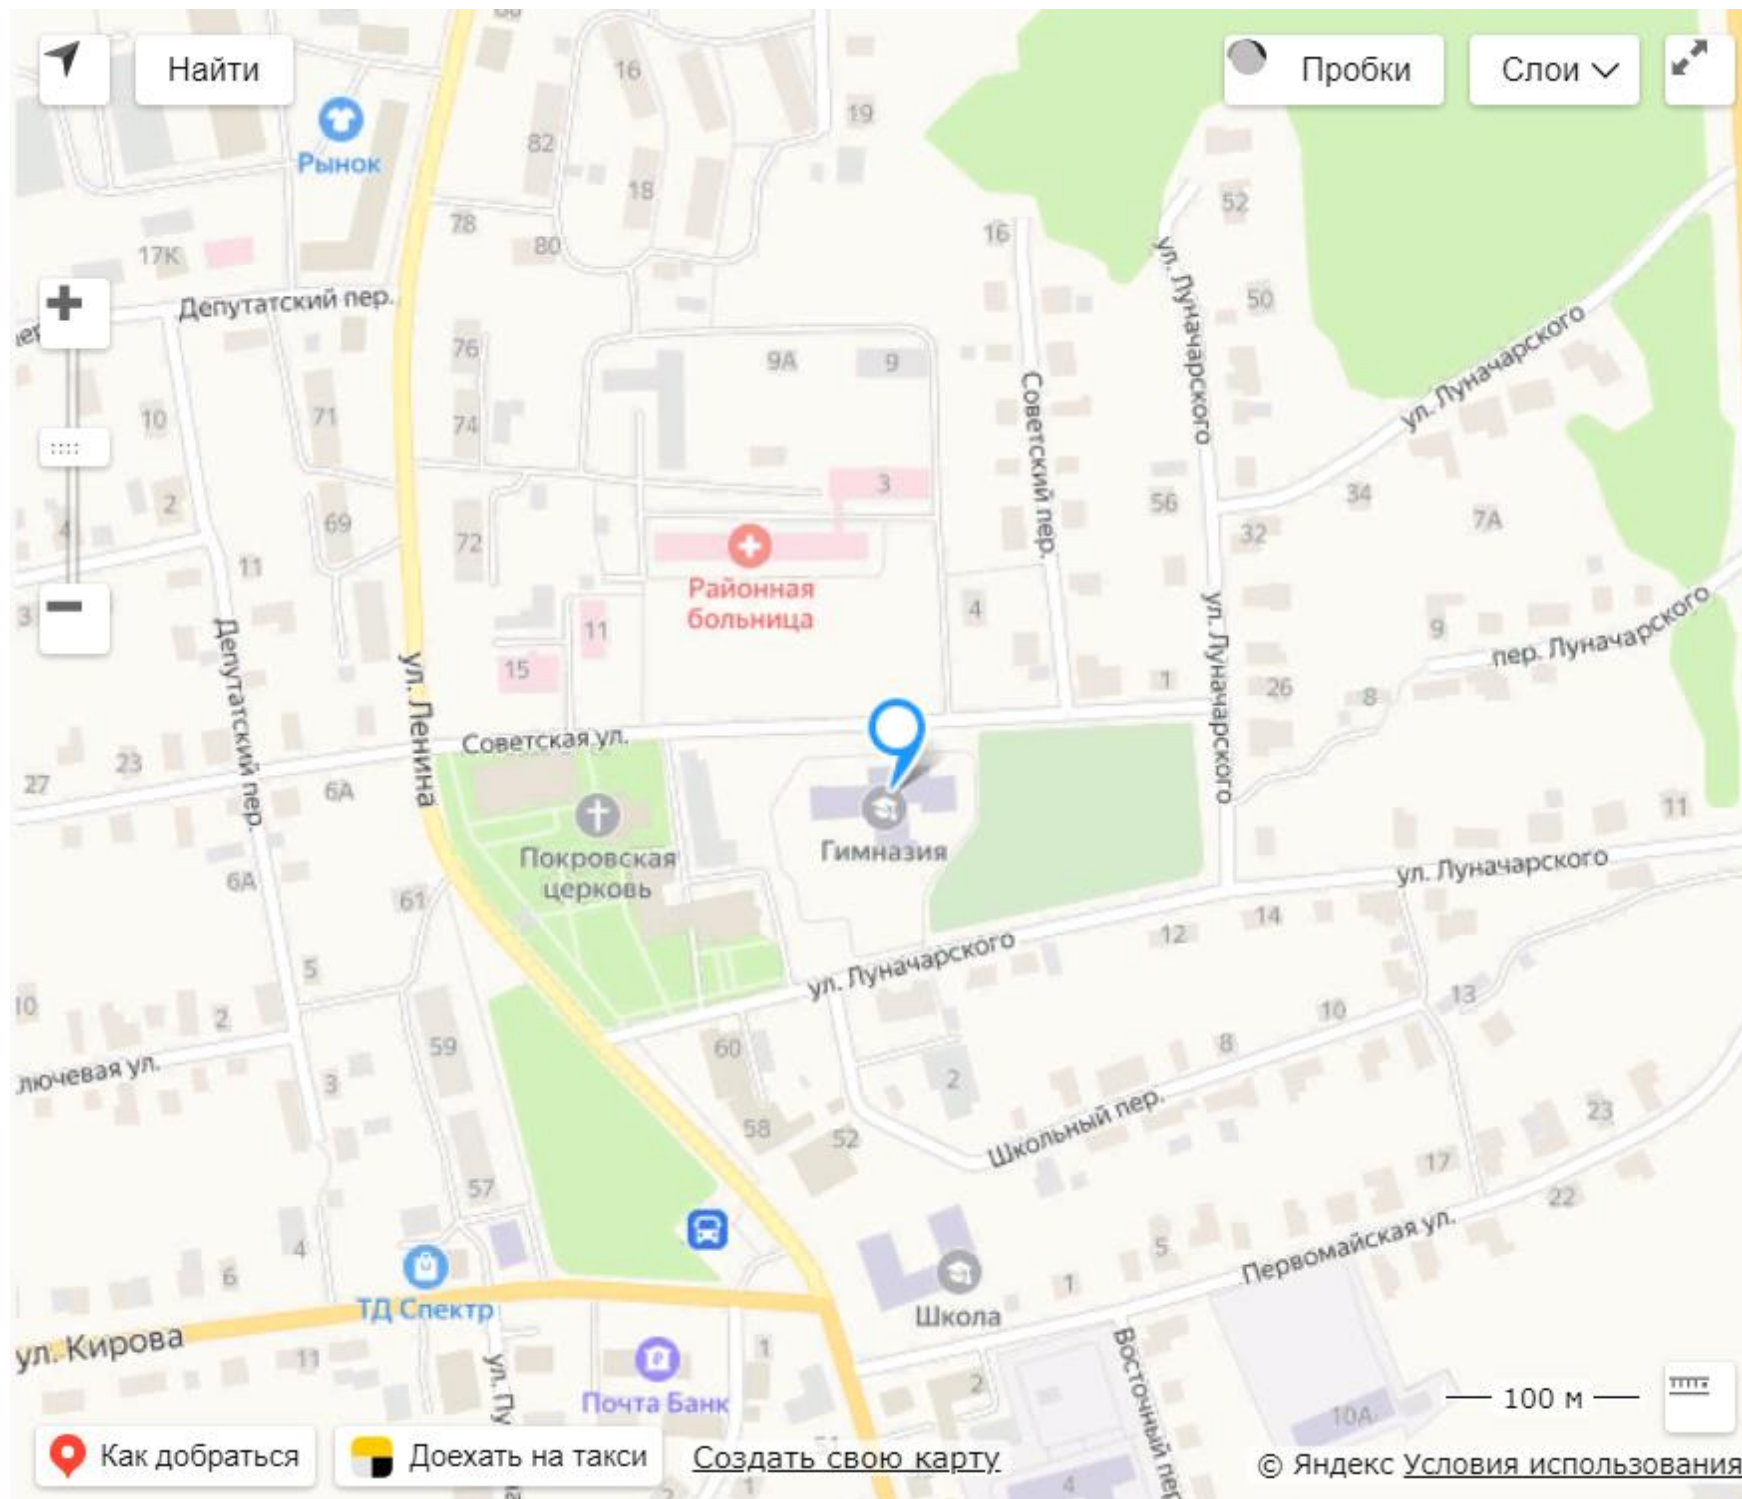 Найти
Пробки
Слои
16
19
82
Рынок
18
52
78
16
80
17К
50
Депутатский пер.
ул. Луначарского
76
9А
9
ул. Луначарского
10
71
74
Советский пер.
3
2
56
34
69
4
72
32
7А
11
Районная
больница
ул. Луначарского
3
4
9
пер. Луначарского
11
Депутатский пер.
15
ул. Ленина
1
26
8
Советская ул.
23
27
6А
11
Гимназия
Покровская
церковь
ул. Луначарского
6А
61
14
12
ул. Луначарского
5
10
2
13
10
59
60
8
лючевая ул.
3
2
Школьный пер.
58
52
23
17
57
22
4
5
Первомайская ул.
6
1
ТД Спектр
Школа
ул. Кирова
11
1
Почта Банк
ул. Пу
Восточный пер.
2
100 м
10А
51
Как добраться
Доехать на такси
Создать свою карту
4
© Яндекс Условия использования